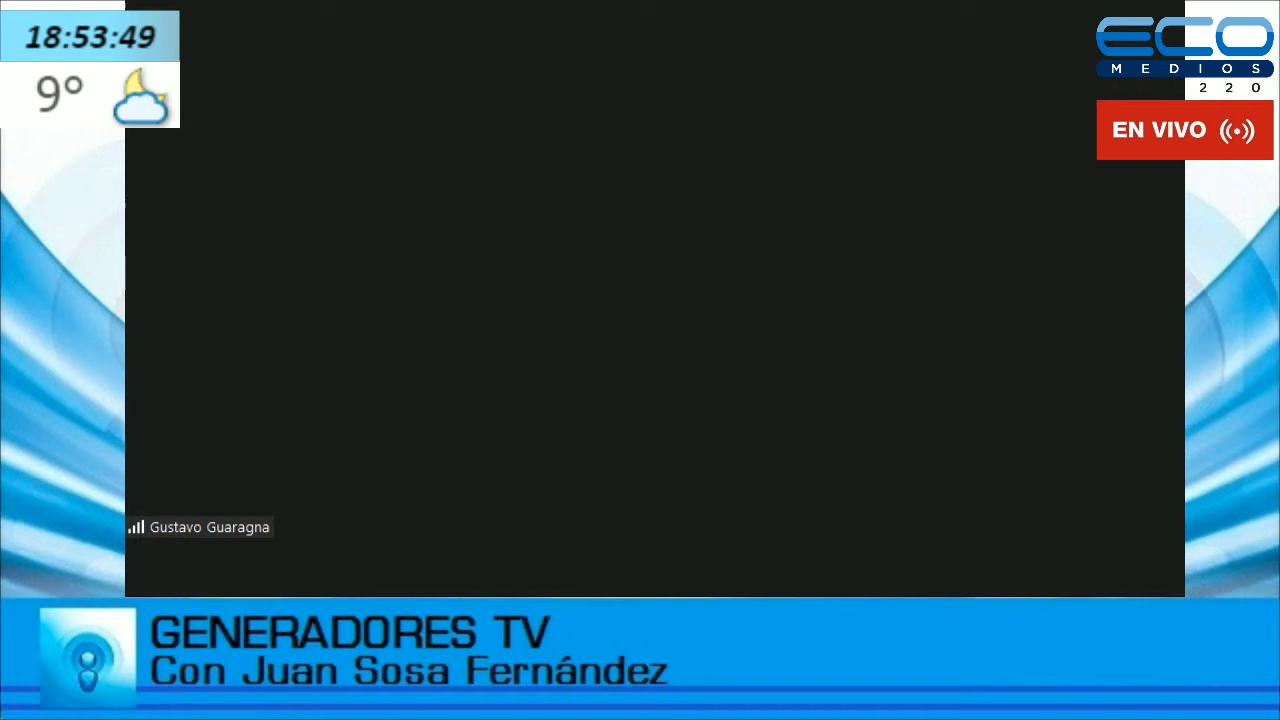 18:53:49
9°
ECO
MEDIOS
220
EN VIVO
Gustavo Guaragna
GENERADORES TV
Con Juan Sosa Fernández